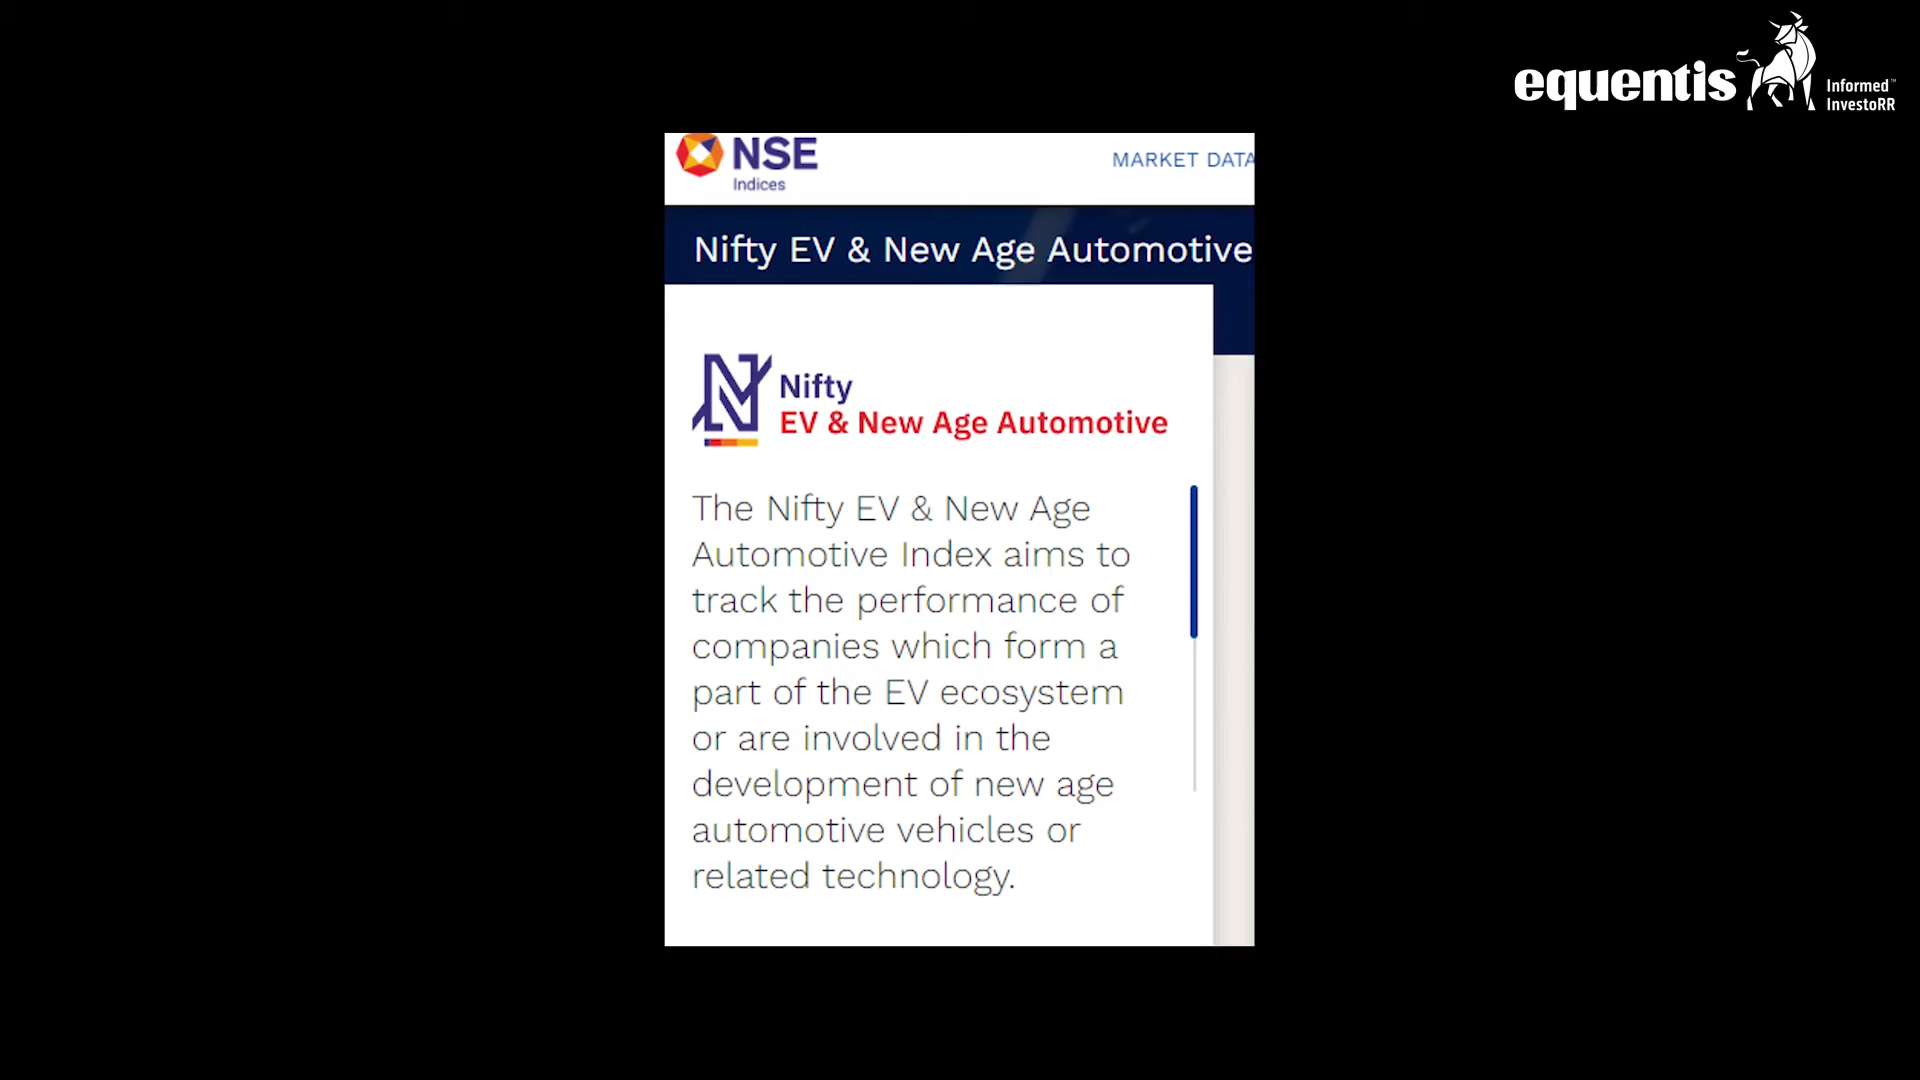 equentis
Informed™
InvestoRR
NSE
Indices
MARKET DATA
Nifty EV & New Age Automotive
Nifty
EV & New Age Automotive
The Nifty EV & New Age
Automotive Index aims to
track the performance of
companies which form a
part of the EV ecosystem
or are involved in the
development of new age
automotive vehicles or
related technology.